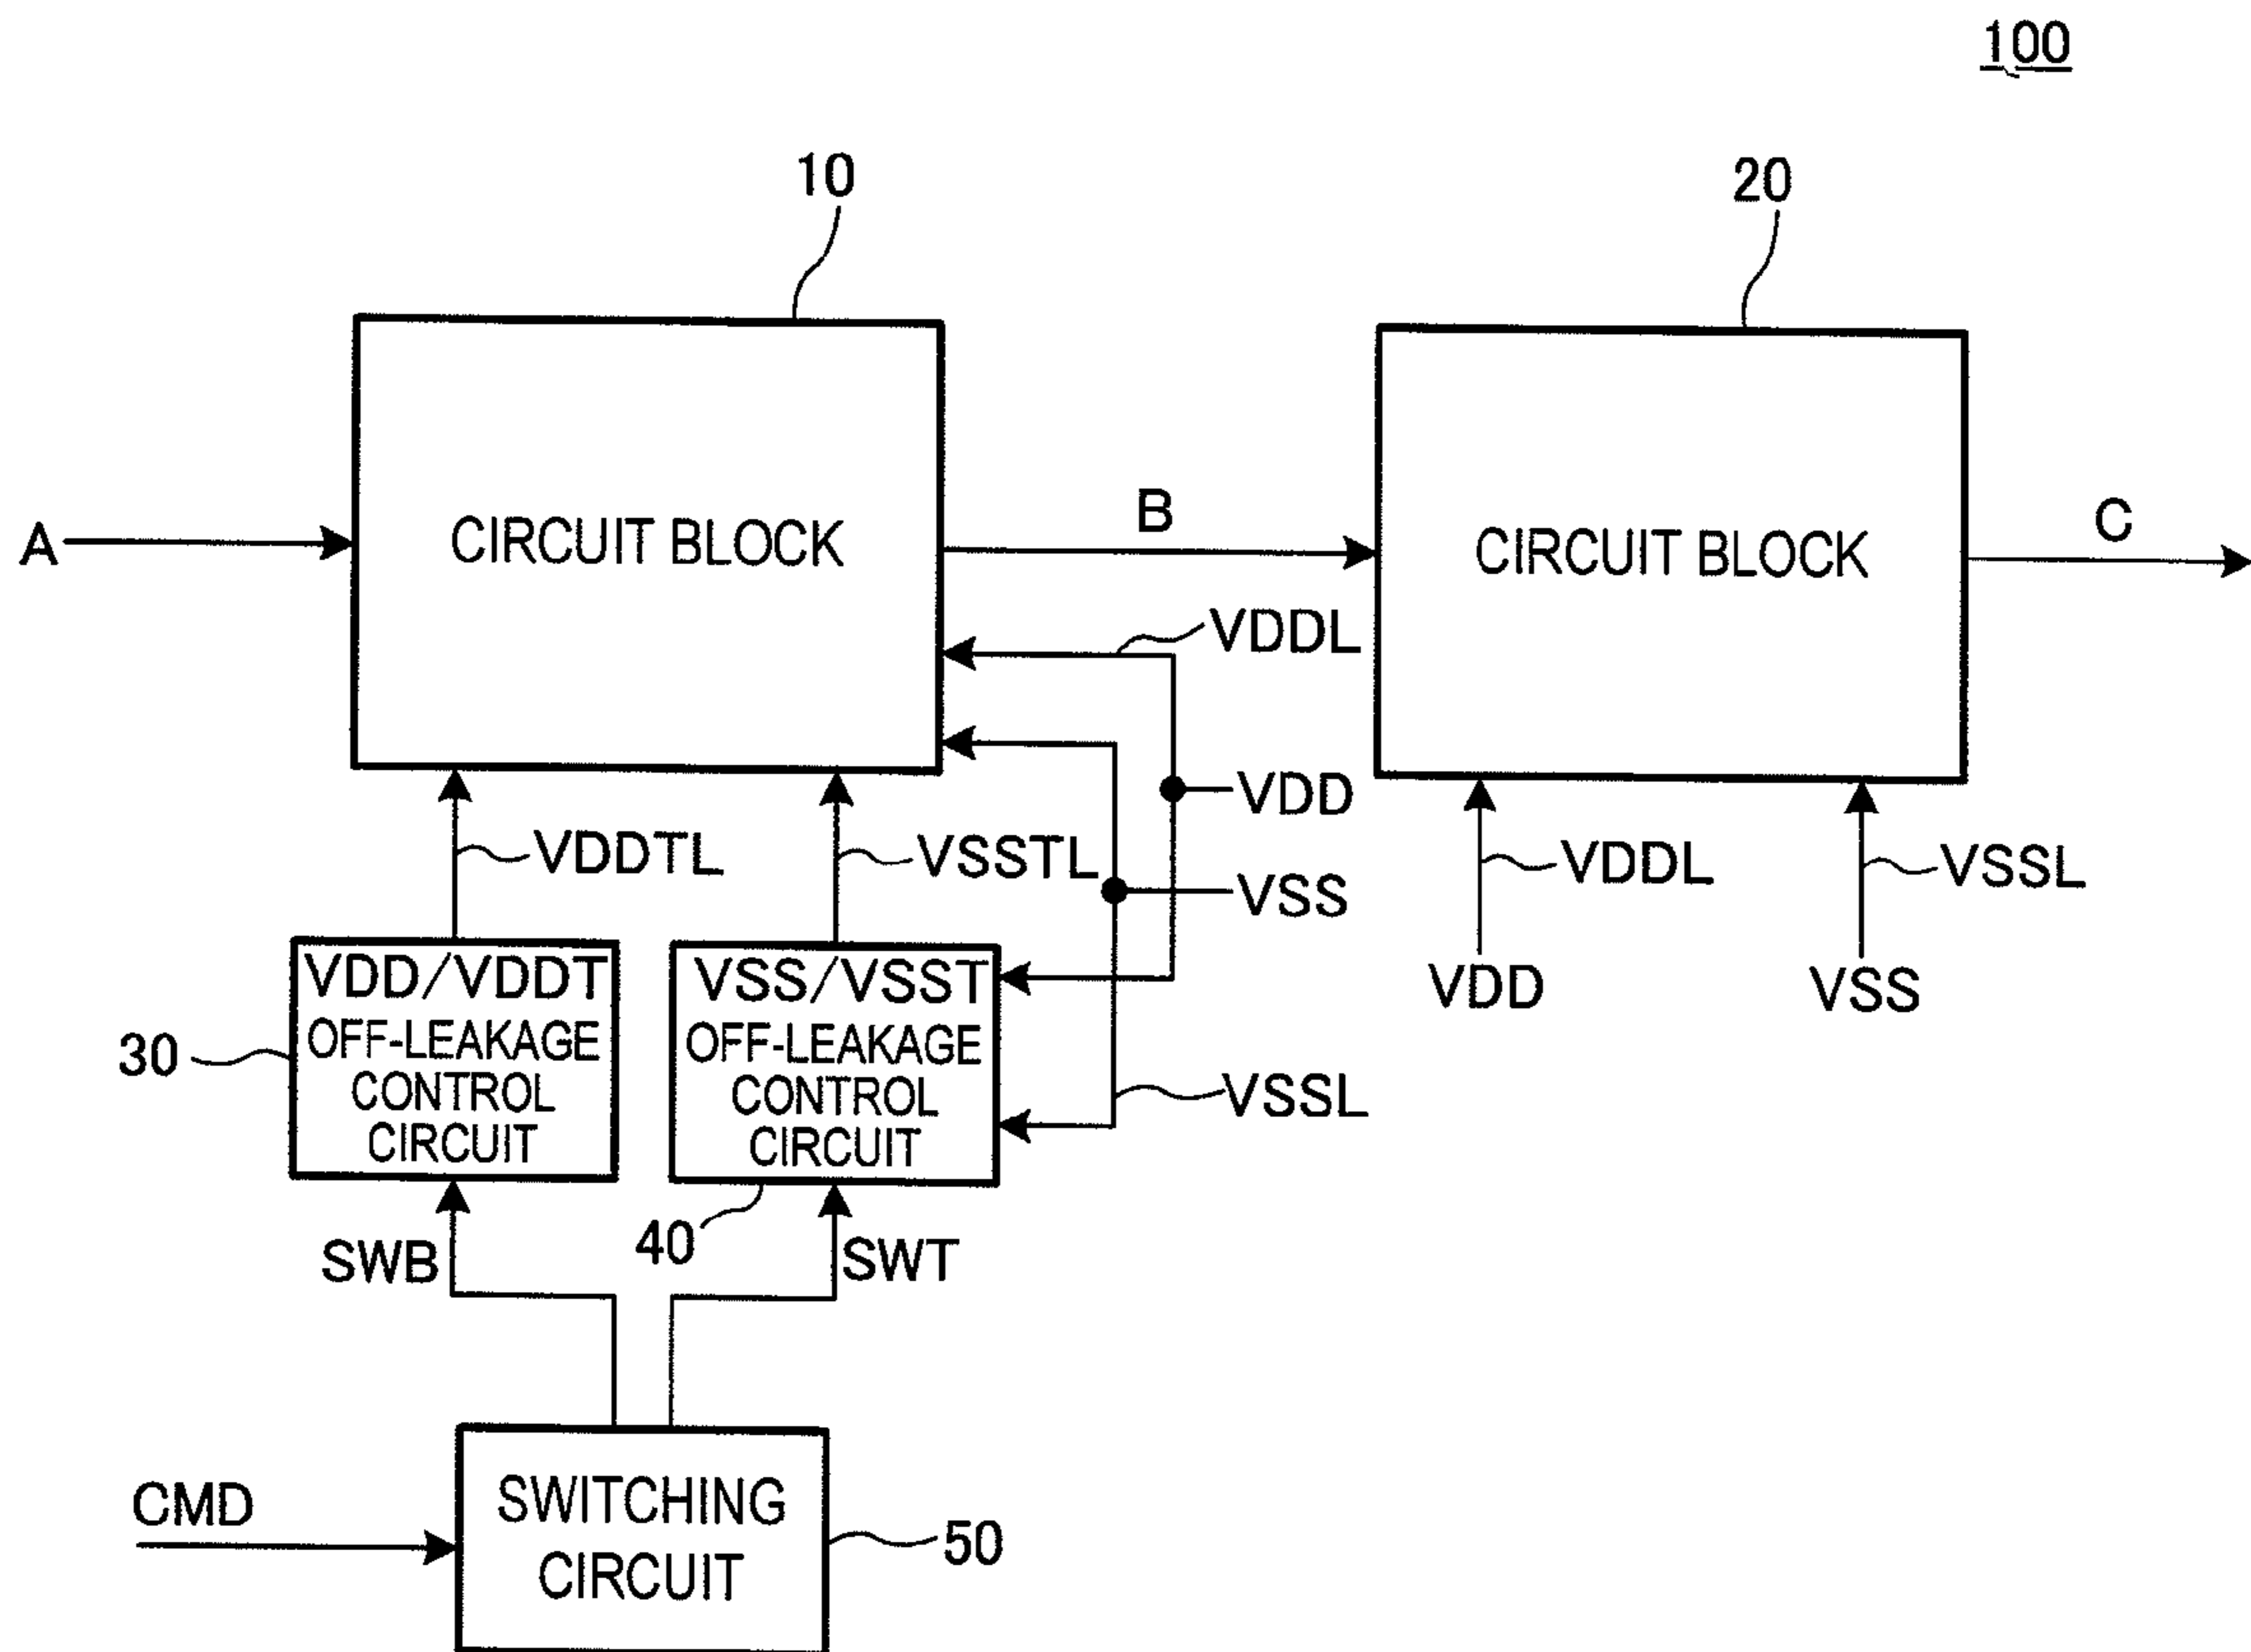 100
10
20
A
CIRCUIT BLOCK
B
CIRCUIT BLOCK
C
VDDL
VDD
VSS
VDDTL
VSSTL
VDDL
VSSL
VDD
VSS
VDD/VDDT
OFF-LEAKAGE
CONTROL
CIRCUIT
30
VSS/VSST
OFF-LEAKAGE
CONTROL
CIRCUIT
40
VSSL
SWB
SWT
CMD
SWITCHING
CIRCUIT
50